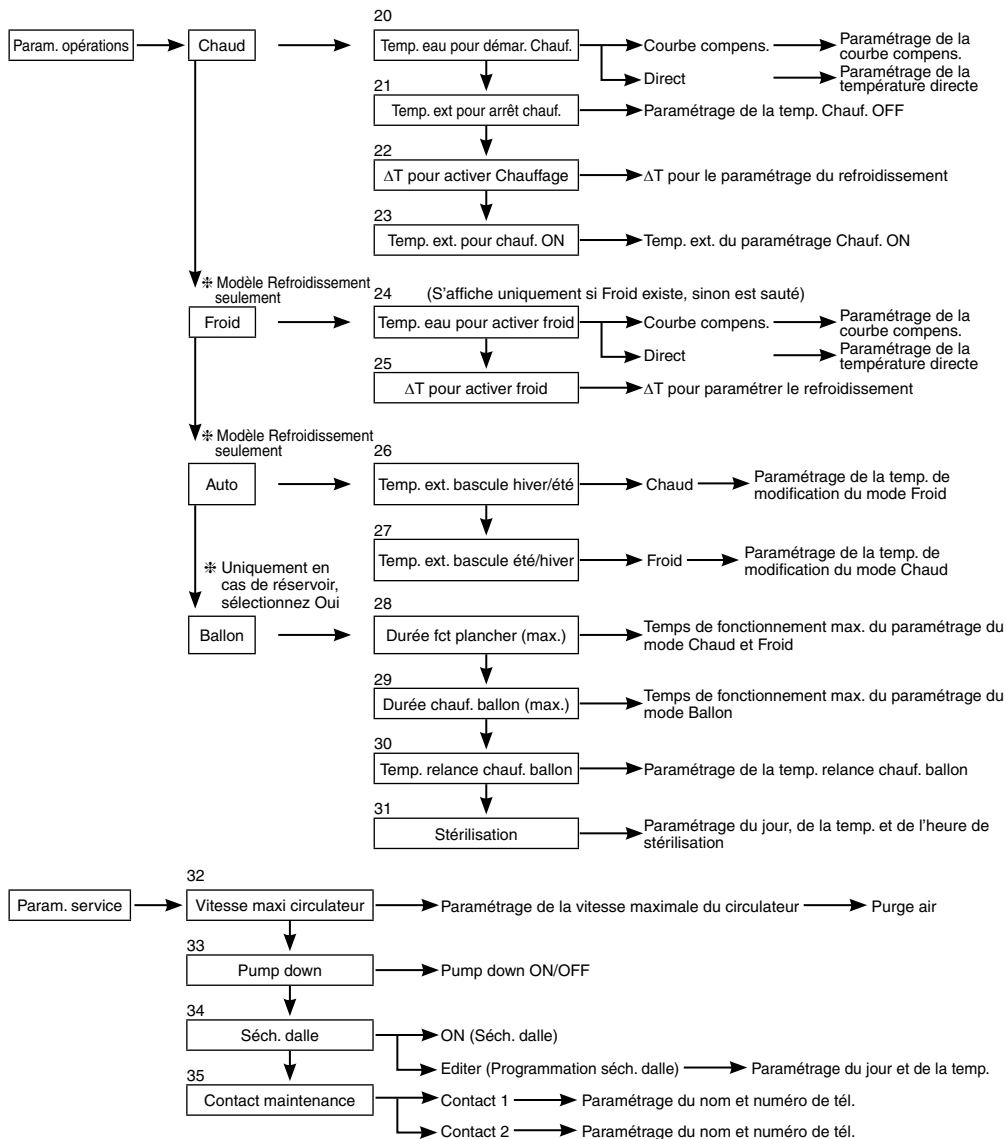 20
Param. opérations
Chaud
Temp. eau pour démar. Chauf.
Courbe compens.
Paramétrage de la
courbe compens.
Direct
Paramétrage de la
température directe
21
Temp. ext pour arrêt chauf.
Paramétrage de la temp. Chauf. OFF
22
ΔT pour activer Chauffage
ΔT pour le paramétrage du refroidissement
23
Temp. ext. pour chauf. ON
Temp. ext. du paramétrage Chauf. ON
❈ Modèle Refroidissement
seulement
24
(S'affiche uniquement si Froid existe, sinon est sauté)
Froid
Temp. eau pour activer froid
Courbe compens.
Paramétrage de la
courbe compens.
Direct
Paramétrage de la
température directe
25
ΔT pour activer froid
ΔT pour paramétrer le refroidissement
❈ Modèle Refroidissement
seulement
26
Auto
Temp. ext. bascule hiver/été
Chaud
Paramétrage de la temp. de
modification du mode Froid
27
Temp. ext. bascule été/hiver
Froid
Paramétrage de la temp. de
modification du mode Chaud
❈ Uniquement en
cas de réservoir,
sélectionnez Oui
28
Ballon
Durée fct plancher (max.)
Temps de fonctionnement max. du paramétrage du
mode Chaud et Froid
29
Durée chauf. ballon (max.)
Temps de fonctionnement max. du paramétrage du
mode Ballon
30
Temp. relance chauf. ballon
Paramétrage de la temp. relance chauf. ballon
31
Stérilisation
Paramétrage du jour, de la temp. et de l'heure de
stérilisation
32
Param. service
Vitesse maxi circulateur
Paramétrage de la vitesse maximale du circulateur
Purge air
33
Pump down
Pump down ON/OFF
34
Séch. dalle
ON (Séch. dalle)
Editer (Programmation séch. dalle)
Paramétrage du jour et de la temp.
35
Contact maintenance
Contact 1
Paramétrage du nom et numéro de tél.
Contact 2
Paramétrage du nom et numéro de tél.